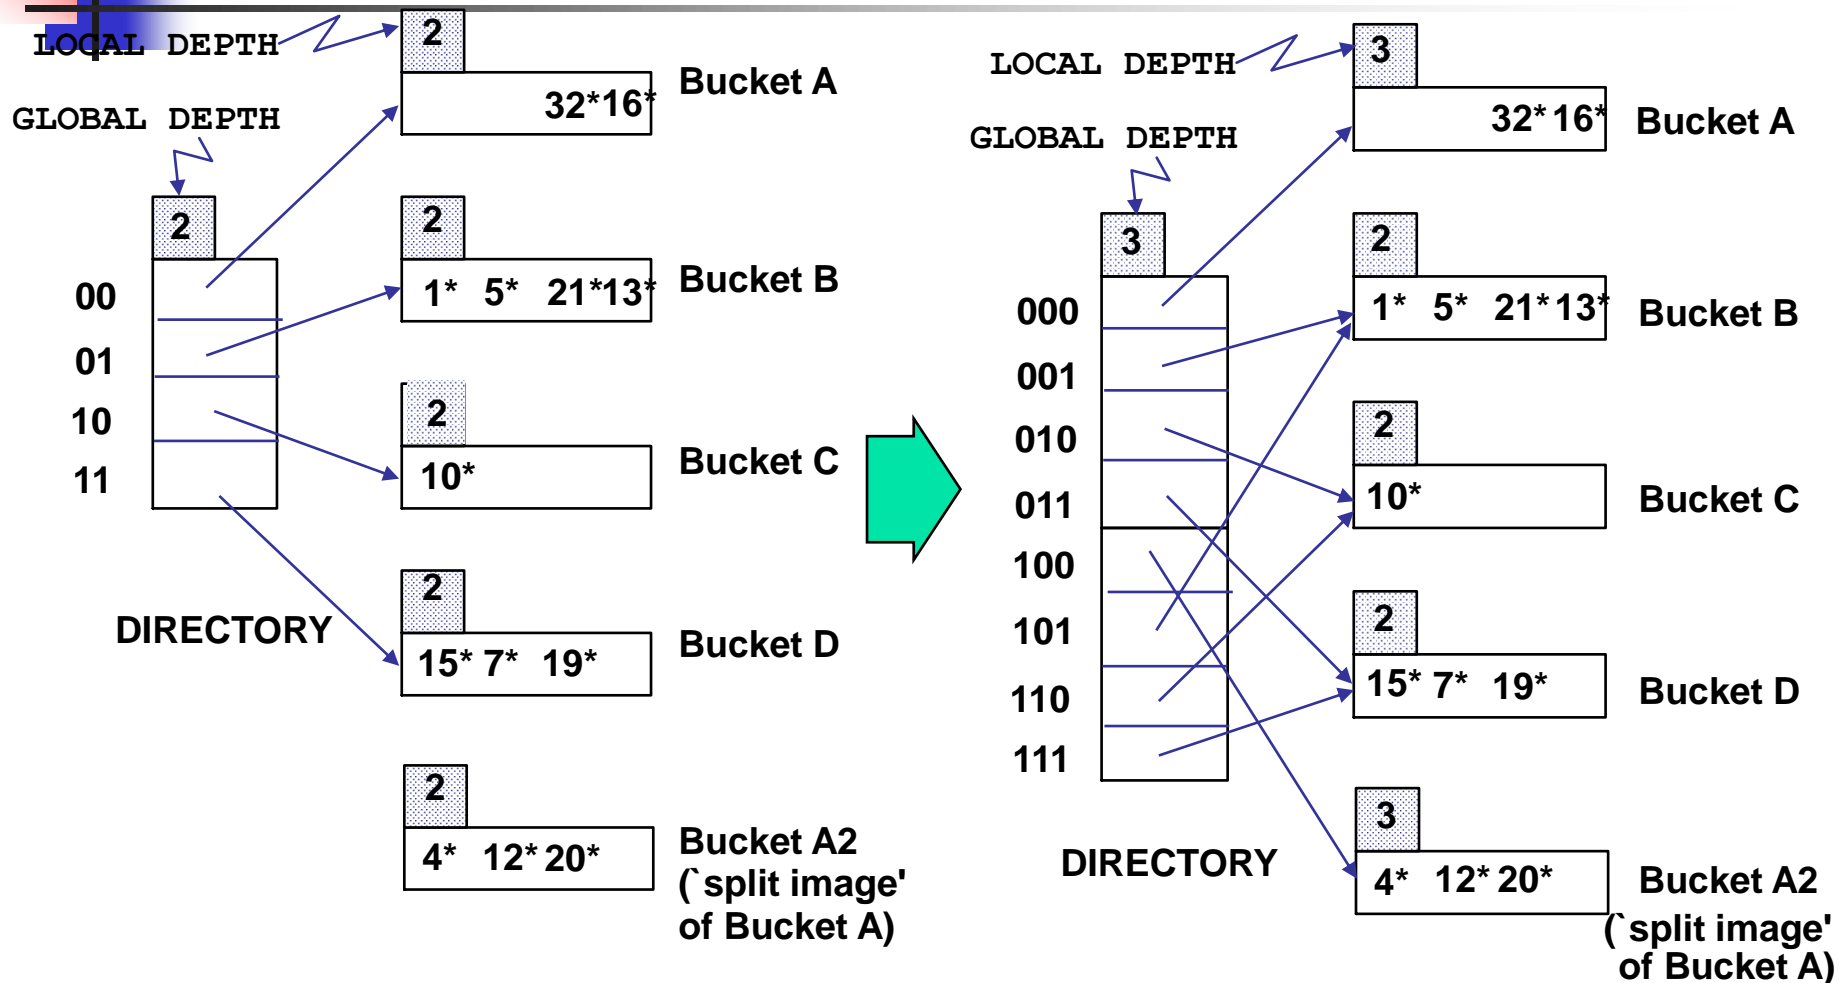 LOCAL DEPTH
GLOBAL DEPTH
2
00
01
10
11
DIRECTORY
2
32* 16*
Bucket A
2
1* 5* 21* 13*
Bucket B
2
10*
Bucket C
2
15* 7* 19*
Bucket D
2
4* 12* 20*
Bucket A2
(`split image'
of Bucket A)
LOCAL DEPTH
GLOBAL DEPTH
3
000
001
010
011
100
101
110
111
DIRECTORY
3
32* 16*
Bucket A
2
1* 5* 21* 13*
Bucket B
2
10*
Bucket C
2
15* 7* 19*
Bucket D
3
4* 12* 20*
Bucket A2
(`split image'
of Bucket A)